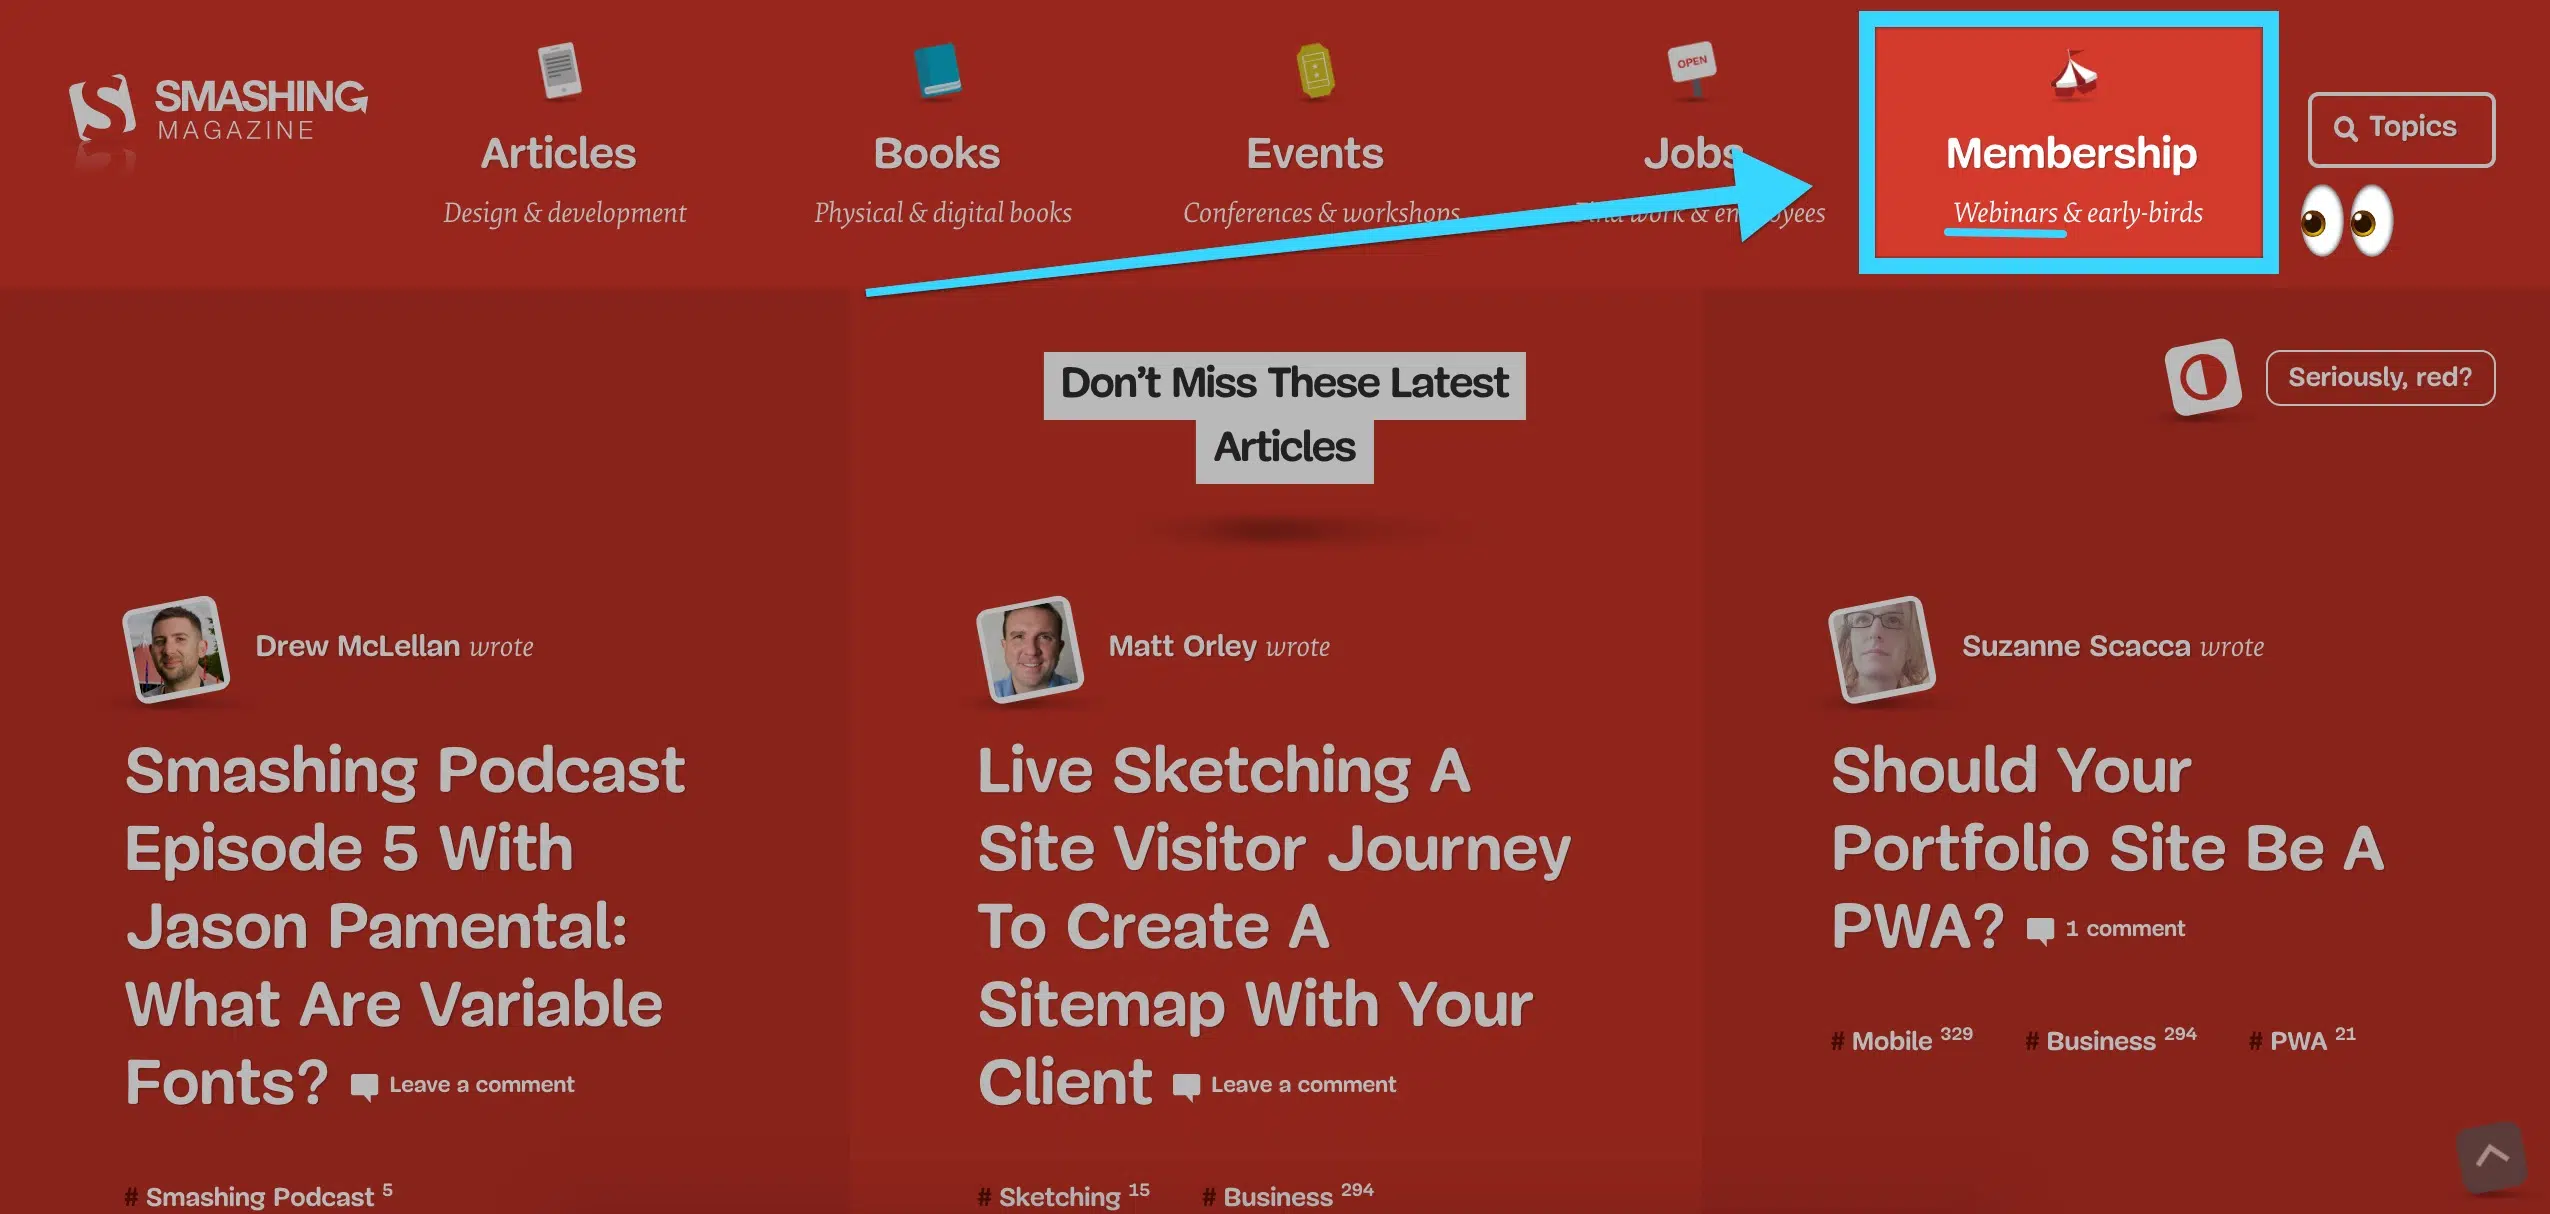 SMASHING
MAGAZINE
Articles
Design & development
Books
Physical & digital books
Events
Conferences & workshops
OPEN
Jobs
Find work & employees
Membership
Webinars & early-birds
Topics
Don't Miss These Latest
Articles
Seriously, red?
Drew McLellan wrote
Smashing Podcast
Episode 5 With
Jason Pamental:
What Are Variable
Fonts? Leave a comment
# Smashing Podcast 5
Matt Orley wrote
Live Sketching A
Site Visitor Journey
To Create A
Sitemap With Your
Client Leave a comment
# Sketching 15 # Business 294
Suzanne Scacca wrote
Should Your
Portfolio Site Be A
PWA? 1 comment
# Mobile 329 # Business 294 # PWA 21